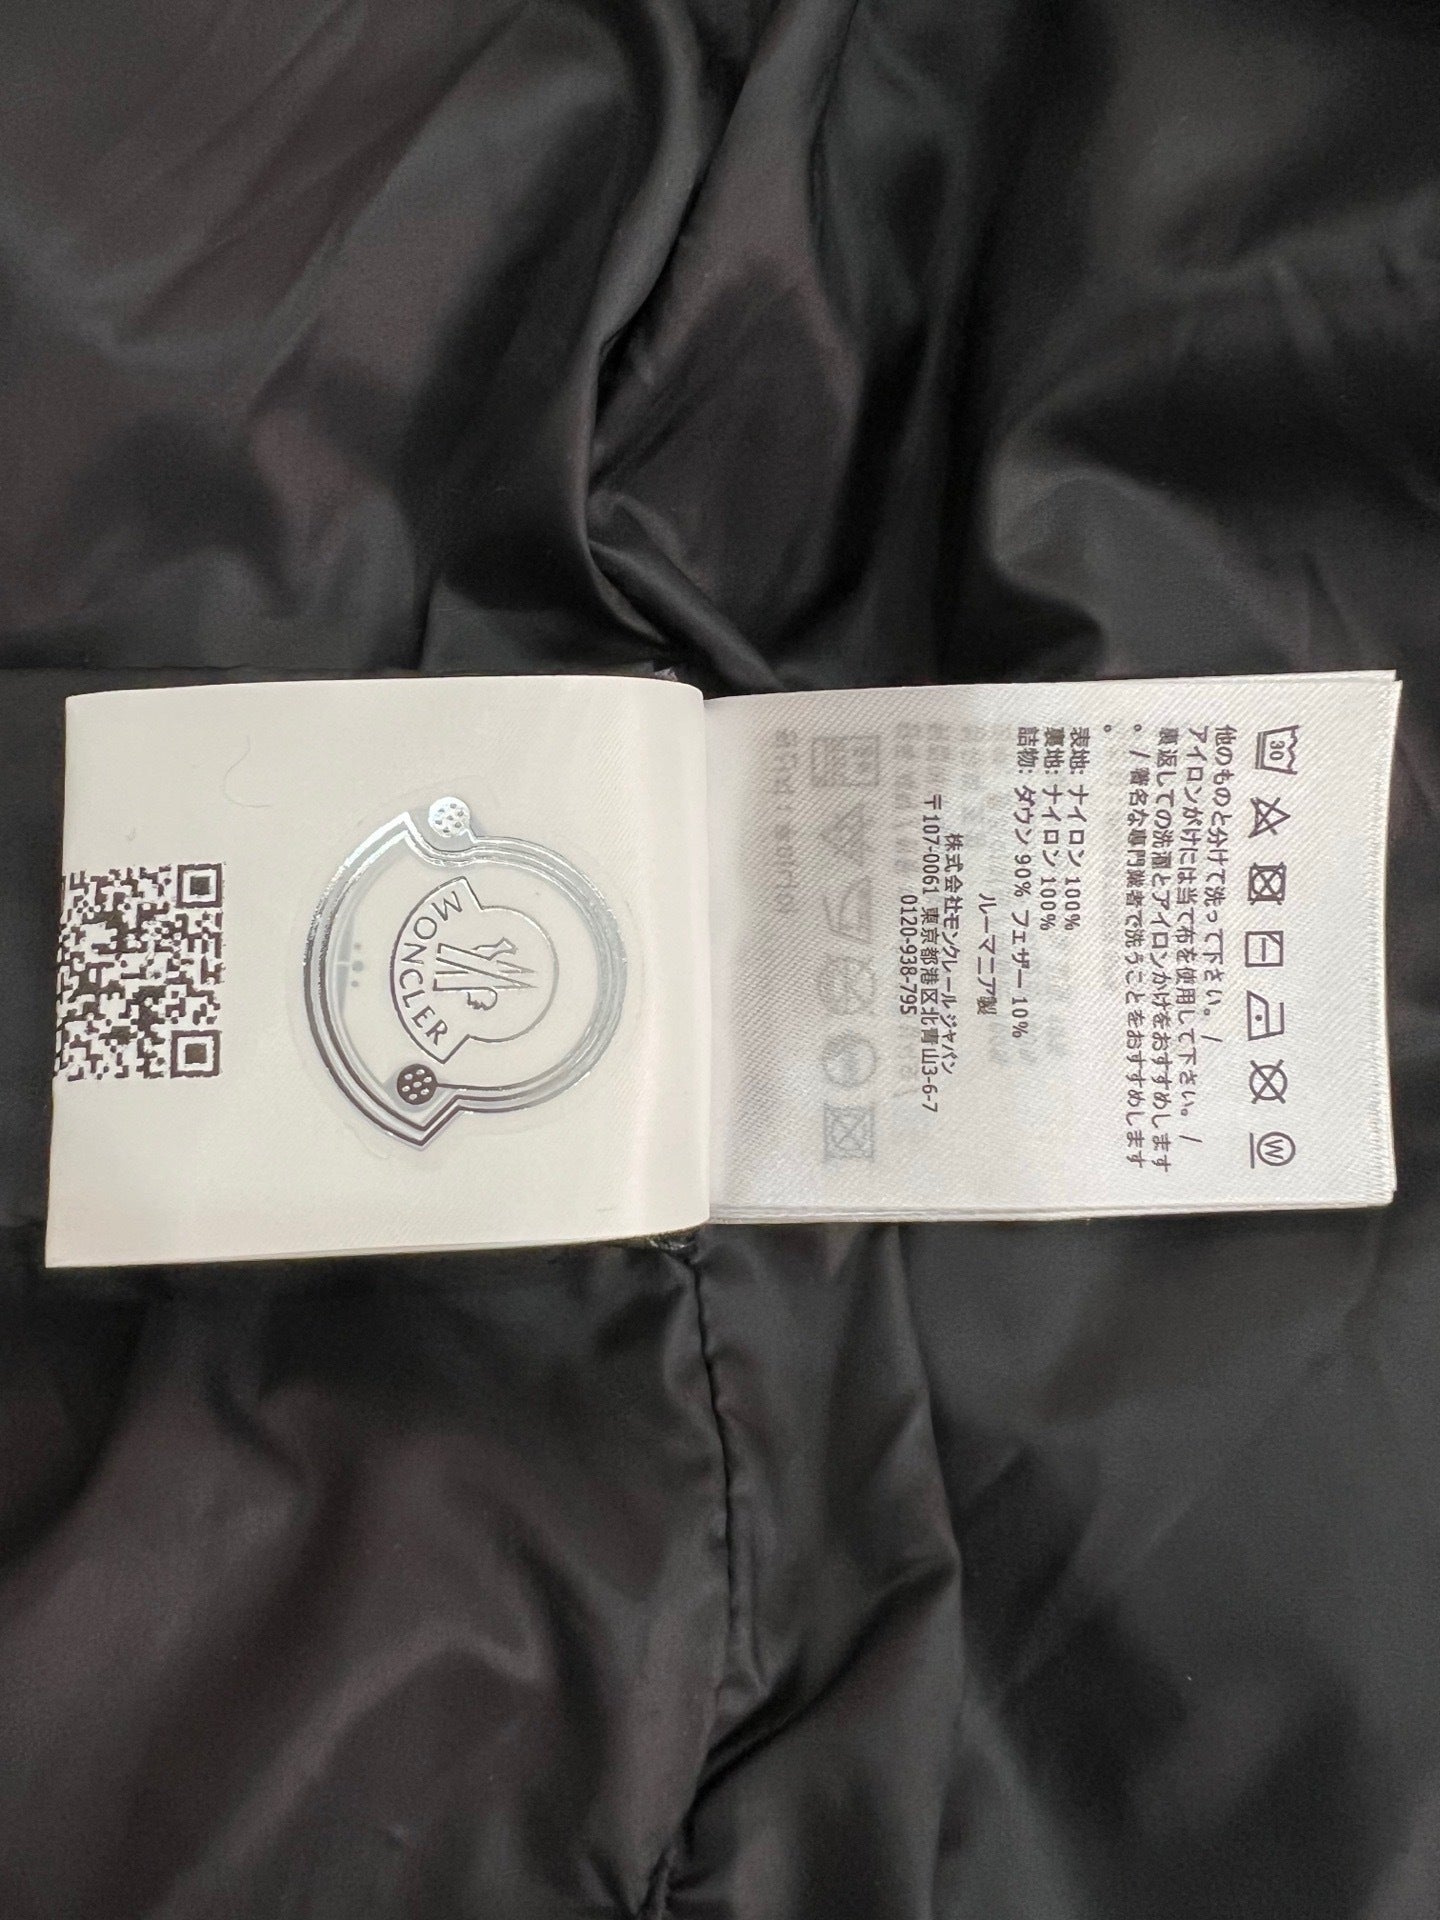 MONCLER
30
W
他のものと分けて洗って下さい。/
アイロンがけには当て布を使用して下さい。/
裏返しての洗濯とアイロンがけをおすすめします
。/ 著名な専門業者で洗うことをおすすめします
。
表地: ナイロン 100%
裏地: ナイロン 100%
詰物: ダウン 90% フェザー 10%
ルーマニア製
株式会社モンクレール ジャパン
〒107-0061 東京都港区北青山3-6-7
0120-938-795